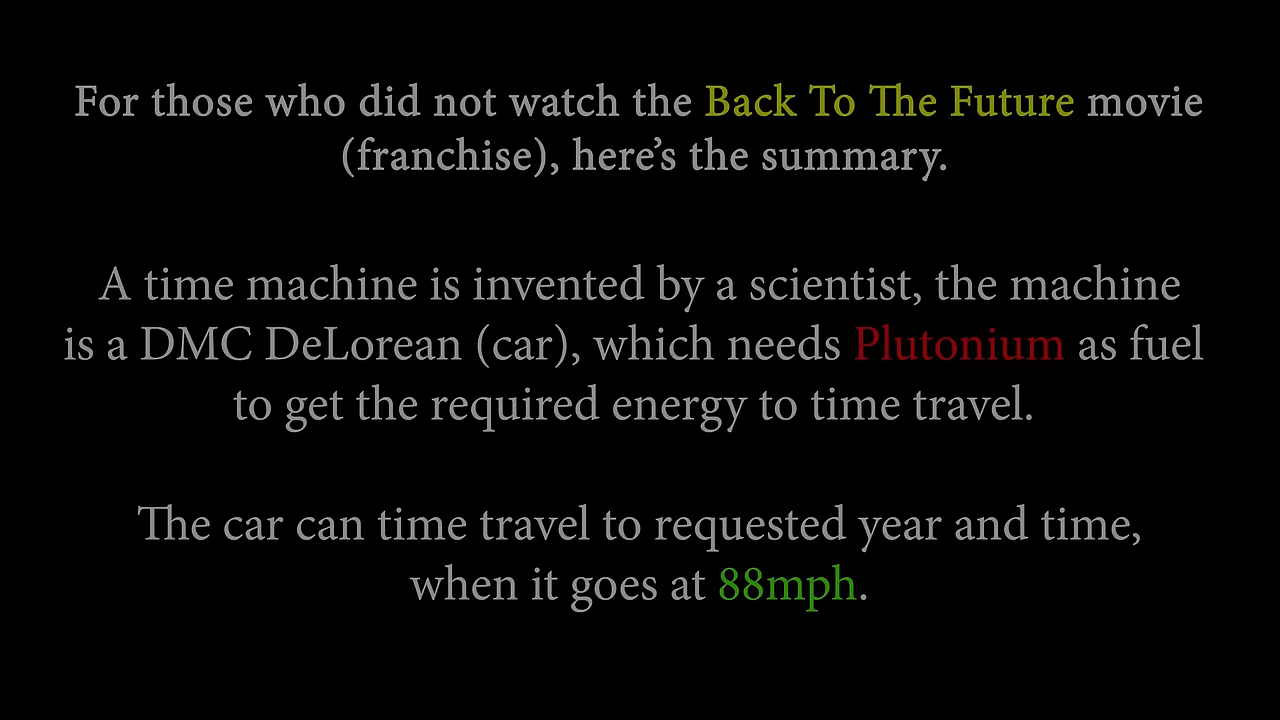 For those who did not watch the Back To The Future movie
(franchise), here’s the summary.
A time machine is invented by a scientist, the machine
is a DMC DeLorean (car), which needs Plutonium as fuel
to get the required energy to time travel.
The car can time travel to requested year and time,
when it goes at 88mph.